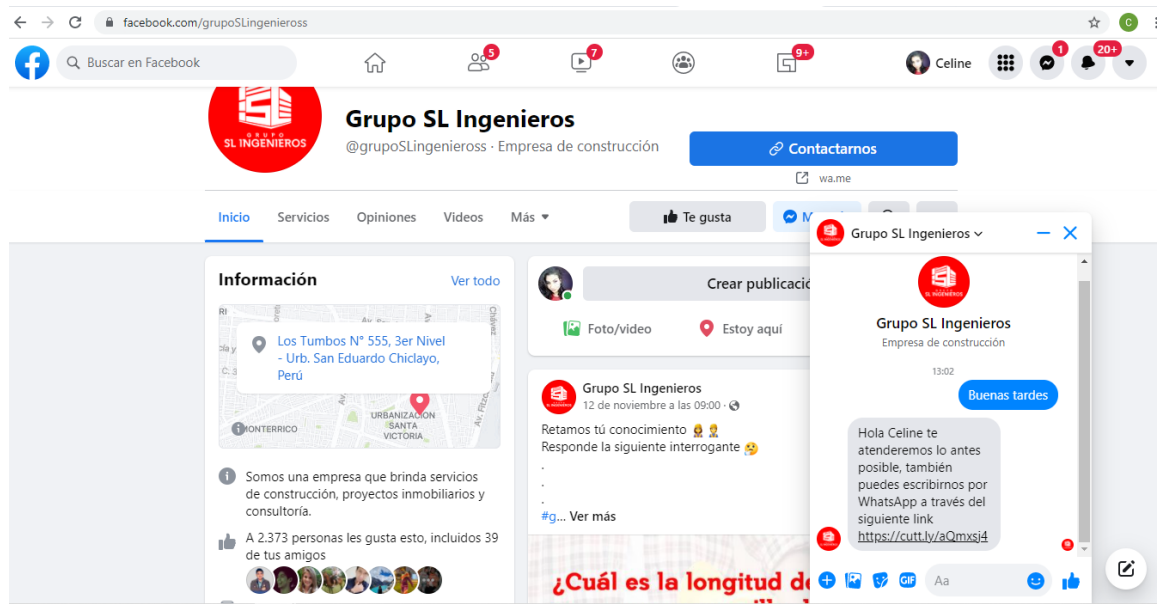 facebook.com/grupoSLingenieross
C
Buscar en Facebook
5
7
9+
Celine
1
20+
GRUPO
SL INGENIEROS
Grupo SL Ingenieros
@grupoSLingenieross · Empresa de construcción
Contactarnos
wa.me
Inicio
Servicios
Opiniones
Videos
Más
Te gusta
Información
Ver todo
Los Tumbos N° 555, 3er Nivel
- Urb. San Eduardo Chiclayo,
Perú
MONTERRICO
URBANIZACION
SANTA
VICTORIA
Somos una empresa que brinda servicios
de construcción, proyectos inmobiliarios y
consultoría.
A 2.373 personas les gusta esto, incluidos 39
de tus amigos
Crear publicació
Foto/video
Estoy aquí
Grupo SL Ingenieros
12 de noviembre a las 09:00 ·
Retamos tú conocimiento 👷‍♀️ 👷
Responde la siguiente interrogante 🤔
.
.
.
#g... Ver más
¿Cuál es la longitud d
Grupo SL Ingenieros
Grupo SL Ingenieros
Empresa de construcción
13:02
Buenas tardes
Hola Celine te
atenderemos lo antes
posible, también
puedes escribirnos por
WhatsApp a través del
siguiente link
https://cutt.ly/aQmxsj4
GIF
Aa